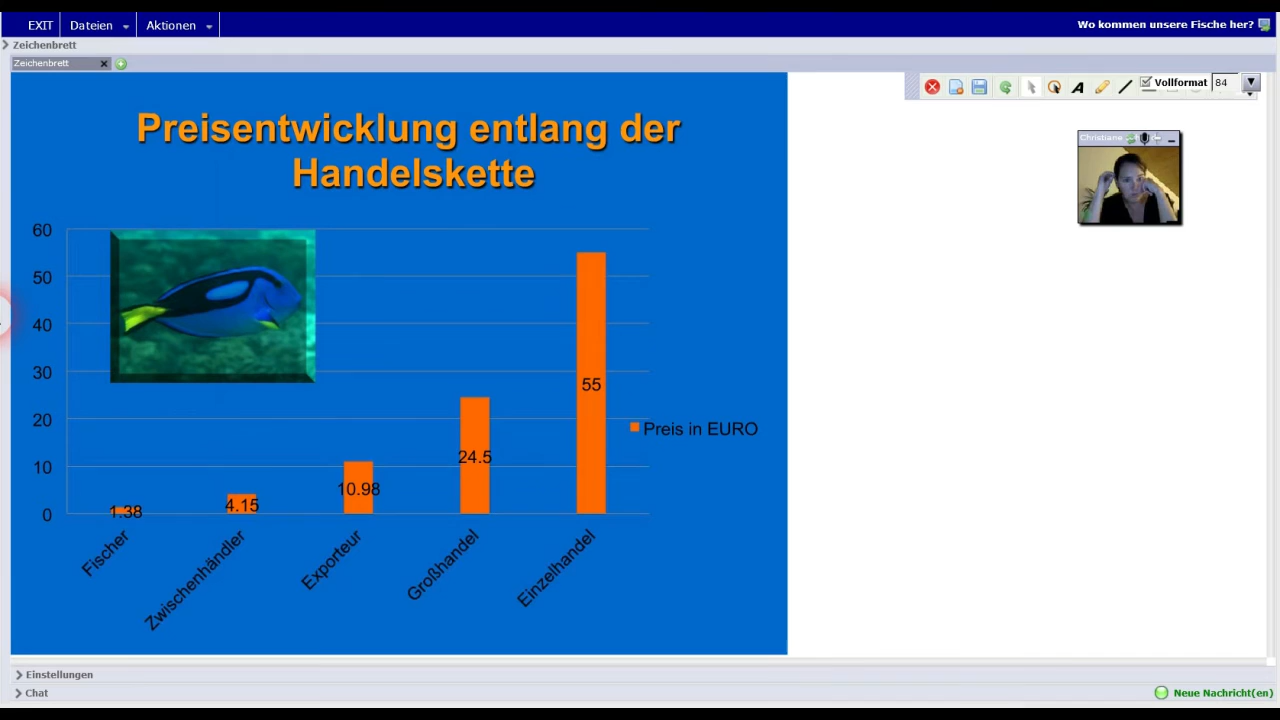 EXIT Dateien Aktionen Wo kommen unsere Fische her?
Zeichenbrett
Zeichenbrett
Vollformat 84
Christiane
Preisentwicklung entlang der
Handelskette
60
50
40
30
20
10
0
1.38
4.15
10.98
24.5
55
Preis in EURO
Fischer
Zwischenhändler
Exporteur
Großhandel
Einzelhandel
Einstellungen
Chat Neue Nachricht(en)